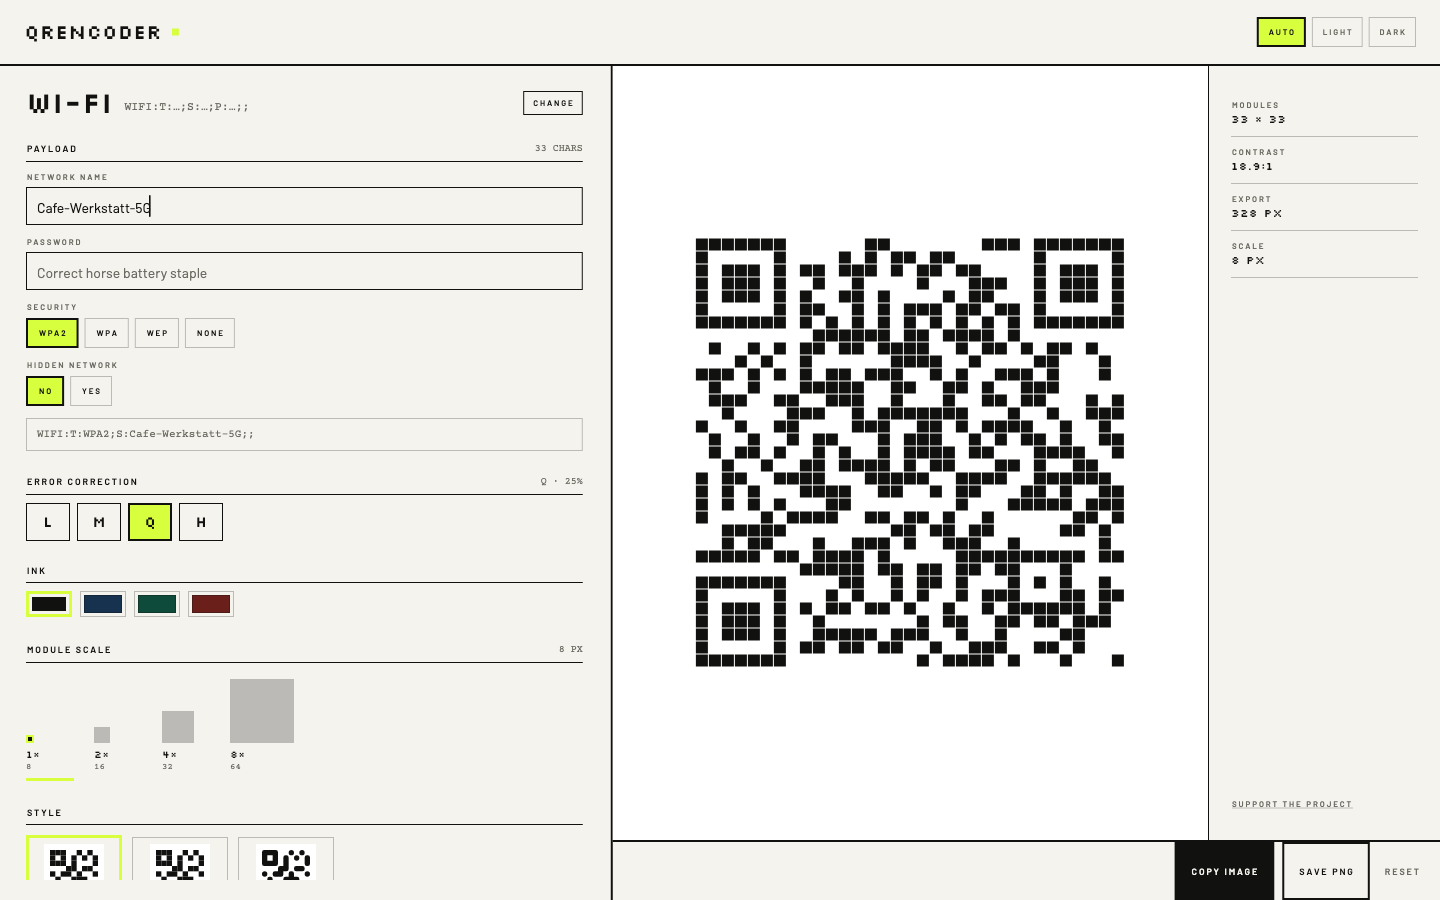 QRENCODER
AUTO LIGHT DARK
WI-FI WIFI:T:…;S:…;P:…;; CHANGE
PAYLOAD 33 CHARS
NETWORK NAME
Cafe-Werkstatt-5G
PASSWORD
Correct horse battery staple
SECURITY
WPA2 WPA WEP NONE
HIDDEN NETWORK
NO YES
WIFI:T:WPA2;S:Cafe-Werkstatt-5G;;
ERROR CORRECTION Q · 25%
L M Q H
INK
MODULE SCALE 8 PX
1× 2× 4× 8×
8 16 32 64
STYLE
MODULES
33 × 33
CONTRAST
18.9:1
EXPORT
328 PX
SCALE
8 PX
SUPPORT THE PROJECT
COPY IMAGE SAVE PNG RESET